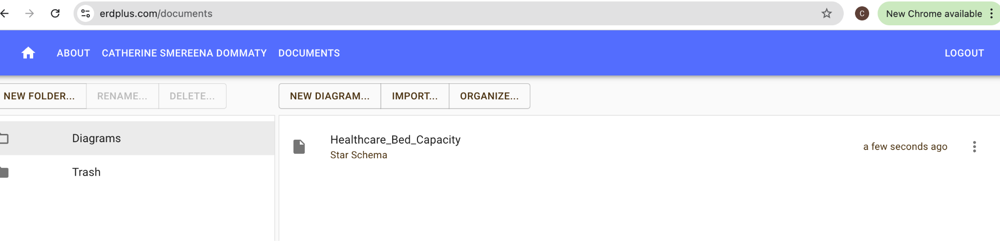 erdplus.com/documents
C
New Chrome available
ABOUT CATHERINE SMEREENA DOMMATY DOCUMENTS LOGOUT
NEW FOLDER... RENAME... DELETE... NEW DIAGRAM... IMPORT... ORGANIZE...
Diagrams
Trash
Healthcare_Bed_Capacity
Star Schema
a few seconds ago